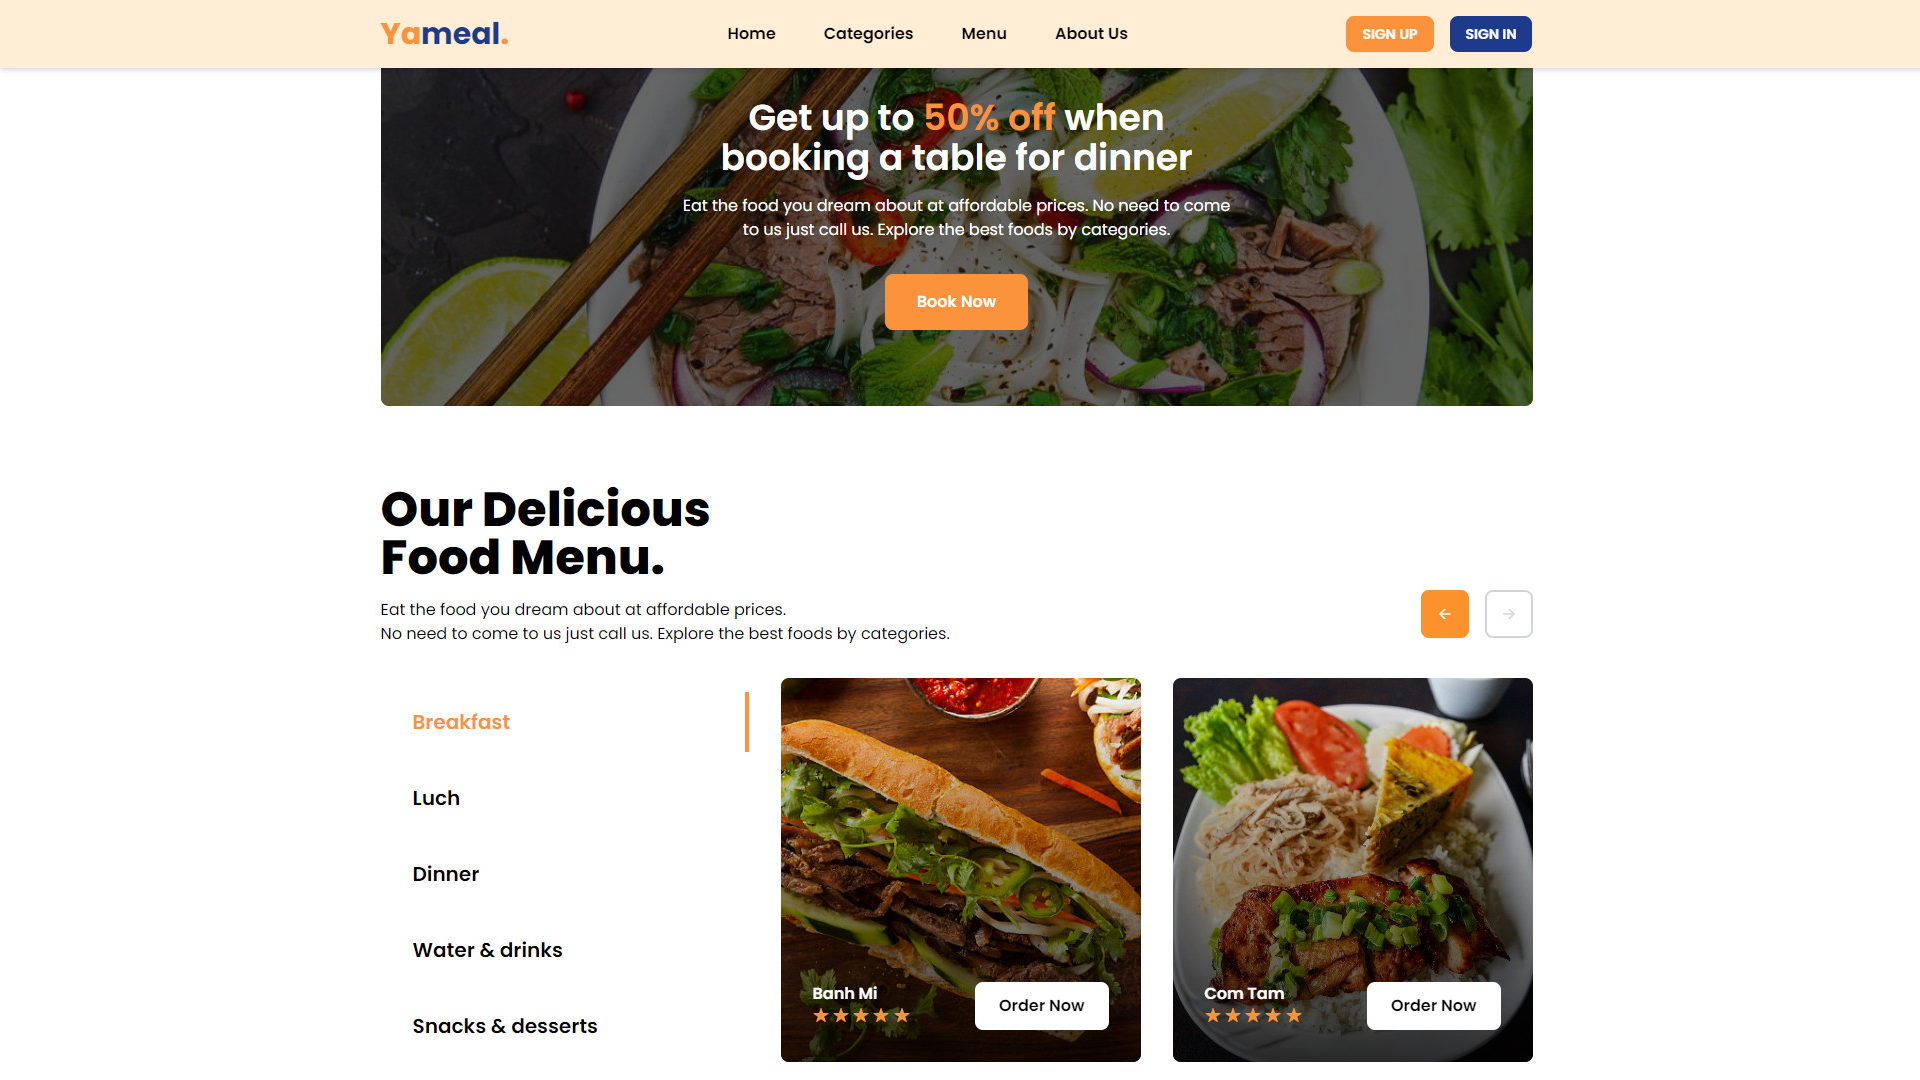 Yameal.
Home
Categories
Menu
About Us
SIGN UP
SIGN IN
Get up to 50% off when
booking a table for dinner
Eat the food you dream about at affordable prices. No need to come
to us just call us. Explore the best foods by categories.
Book Now
Our Delicious
Food Menu.
Eat the food you dream about at affordable prices.
No need to come to us just call us. Explore the best foods by categories.
Breakfast
Luch
Dinner
Water & drinks
Snacks & desserts
Banh Mi
Order Now
Com Tam
Order Now